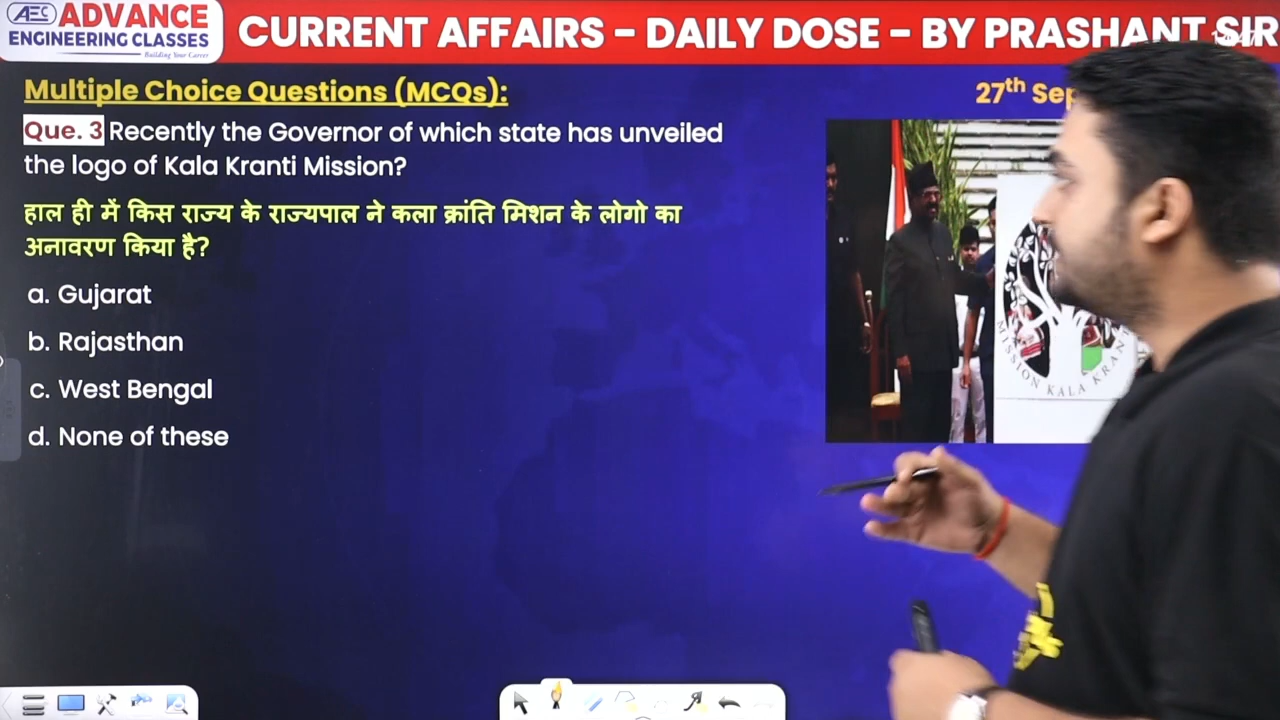 AEC ADVANCE
ENGINEERING CLASSES
Building Your Career
CURRENT AFFAIRS – DAILY DOSE – BY PRASHANT SIR
Multiple Choice Questions (MCQs):
27th Sep
Que. 3 Recently the Governor of which state has unveiled
the logo of Kala Kranti Mission?
हाल ही में किस राज्य के राज्यपाल ने कला क्रांति मिशन के लोगो का
अनावरण किया है?
a. Gujarat
b. Rajasthan
c. West Bengal
d. None of these
MISSION KALA KRANT